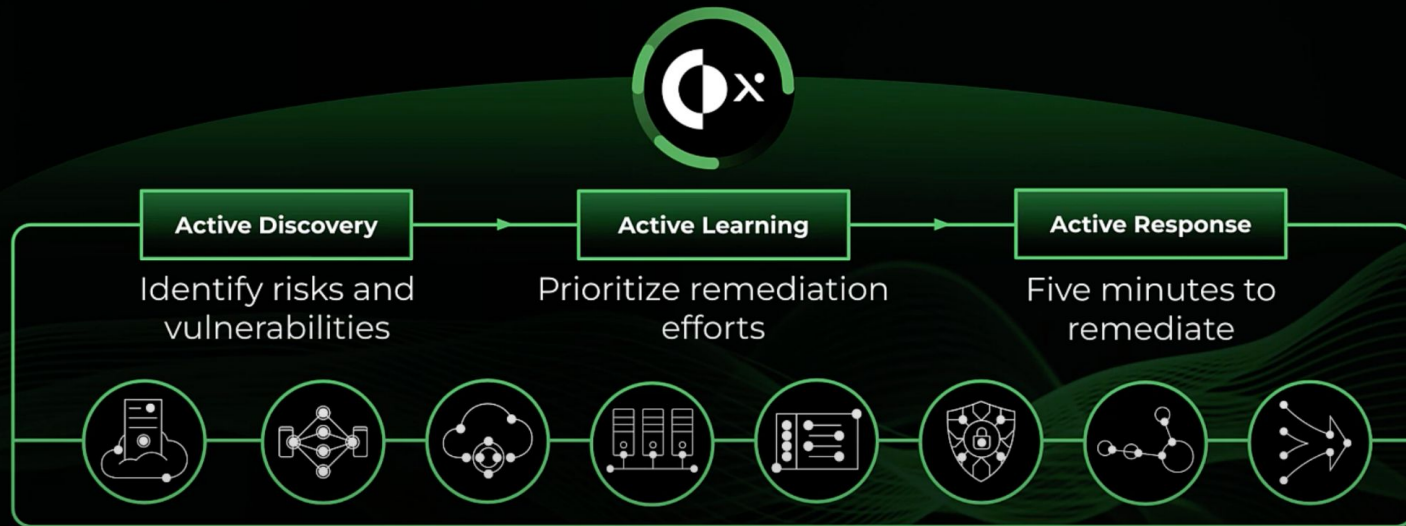 x
Active Discovery
Active Learning
Active Response
Identify risks and
vulnerabilities
Prioritize remediation
efforts
Five minutes to
remediate